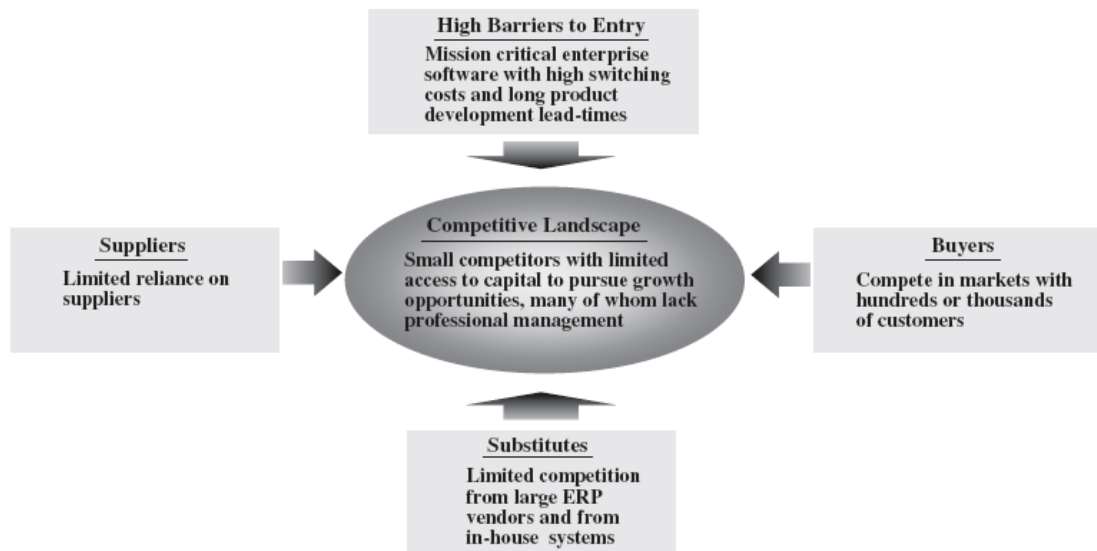 High Barriers to Entry
Mission critical enterprise
software with high switching
costs and long product
development lead-times
Suppliers
Limited reliance on
suppliers
Competitive Landscape
Small competitors with limited
access to capital to pursue growth
opportunities, many of whom lack
professional management
Buyers
Compete in markets with
hundreds or thousands
of customers
Substitutes
Limited competition
from large ERP
vendors and from
in-house systems